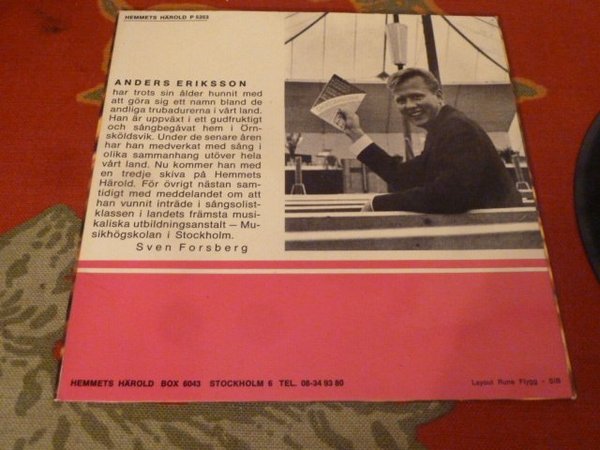 HEMMETS HÄROLD P 5203
ANDERS ERIKSSON
har trots sin ålder hunnit med
att göra sig ett namn bland de
andliga trubadurerna i vårt land.
Han är uppväxt i ett gudfruktigt
och sångbegåvat hem i Örn-
sköldsvik. Under de senare åren
har han medverkat med sång i
olika sammanhang utöver hela
vårt land. Nu kommer han med
en tredje skiva på Hemmets
Härold. För övrigt nästan sam-
tidigt med meddelandet om att
han vunnit inträde i sångsolist-
klassen i landets främsta musi-
kaliska utbildningsanstalt — Mu-
sikhögskolan i Stockholm.
Sven Forsberg
HEMMETS HÄROLD BOX 6043 STOCKHOLM 6 TEL. 08-34 93 80
Layout Rune Flygg - SIB